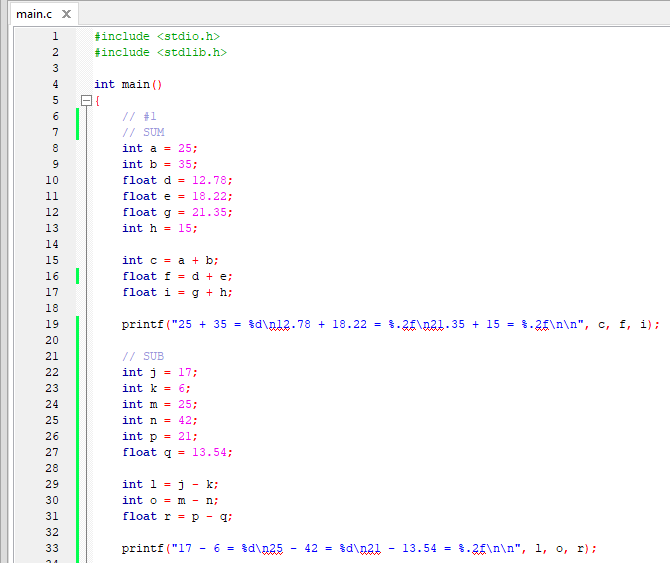 main.c X
1 #include <stdio.h>
2 #include <stdlib.h>
3
4 int main()
5 {
6 // #1
7 // SUM
8 int a = 25;
9 int b = 35;
10 float d = 12.78;
11 float e = 18.22;
12 float g = 21.35;
13 int h = 15;
14
15 int c = a + b;
16 float f = d + e;
17 float i = g + h;
18
19 printf("25 + 35 = %d\n12.78 + 18.22 = %.2f\n21.35 + 15 = %.2f\n\n", c, f, i);
20
21 // SUB
22 int j = 17;
23 int k = 6;
24 int m = 25;
25 int n = 42;
26 int p = 21;
27 float q = 13.54;
28
29 int l = j - k;
30 int o = m - n;
31 float r = p - q;
32
33 printf("17 - 6 = %d\n25 - 42 = %d\n21 - 13.54 = %.2f\n\n", l, o, r);